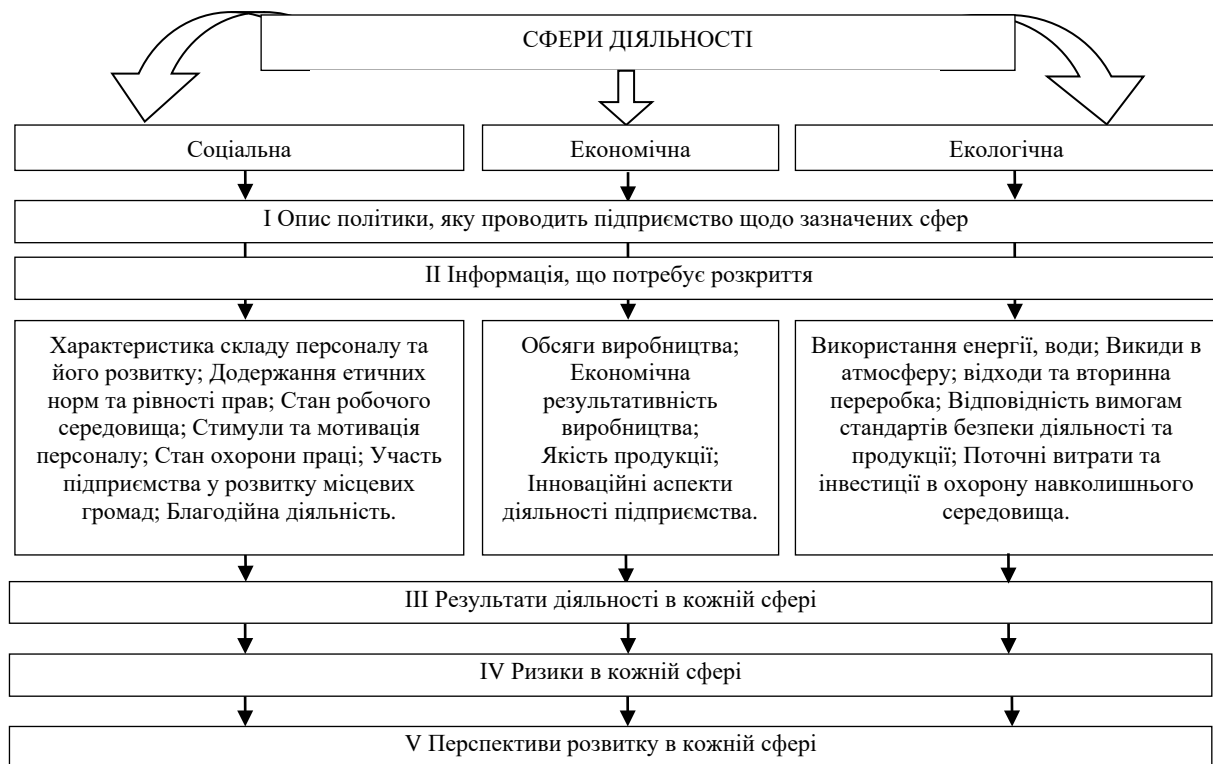 СФЕРИ ДІЯЛЬНОСТІ
Соціальна
Економічна
Екологічна
I Опис політики, яку проводить підприємство щодо зазначених сфер
II Інформація, що потребує розкриття
Характеристика складу персоналу та
його розвитку; Додержання етичних
норм та рівності прав; Стан робочого
середовища; Стимули та мотивація
персоналу; Стан охорони праці; Участь
підприємства у розвитку місцевих
громад; Благодійна діяльність.
Обсяги виробництва;
Економічна
результативність
виробництва;
Якість продукції;
Інноваційні аспекти
діяльності підприємства.
Використання енергії, води; Викиди в
атмосферу; відходи та вторинна
переробка; Відповідність вимогам
стандартів безпеки діяльності та
продукції; Поточні витрати та
інвестиції в охорону навколишнього
середовища.
III Результати діяльності в кожній сфері
IV Ризики в кожній сфері
V Перспективи розвитку в кожній сфері